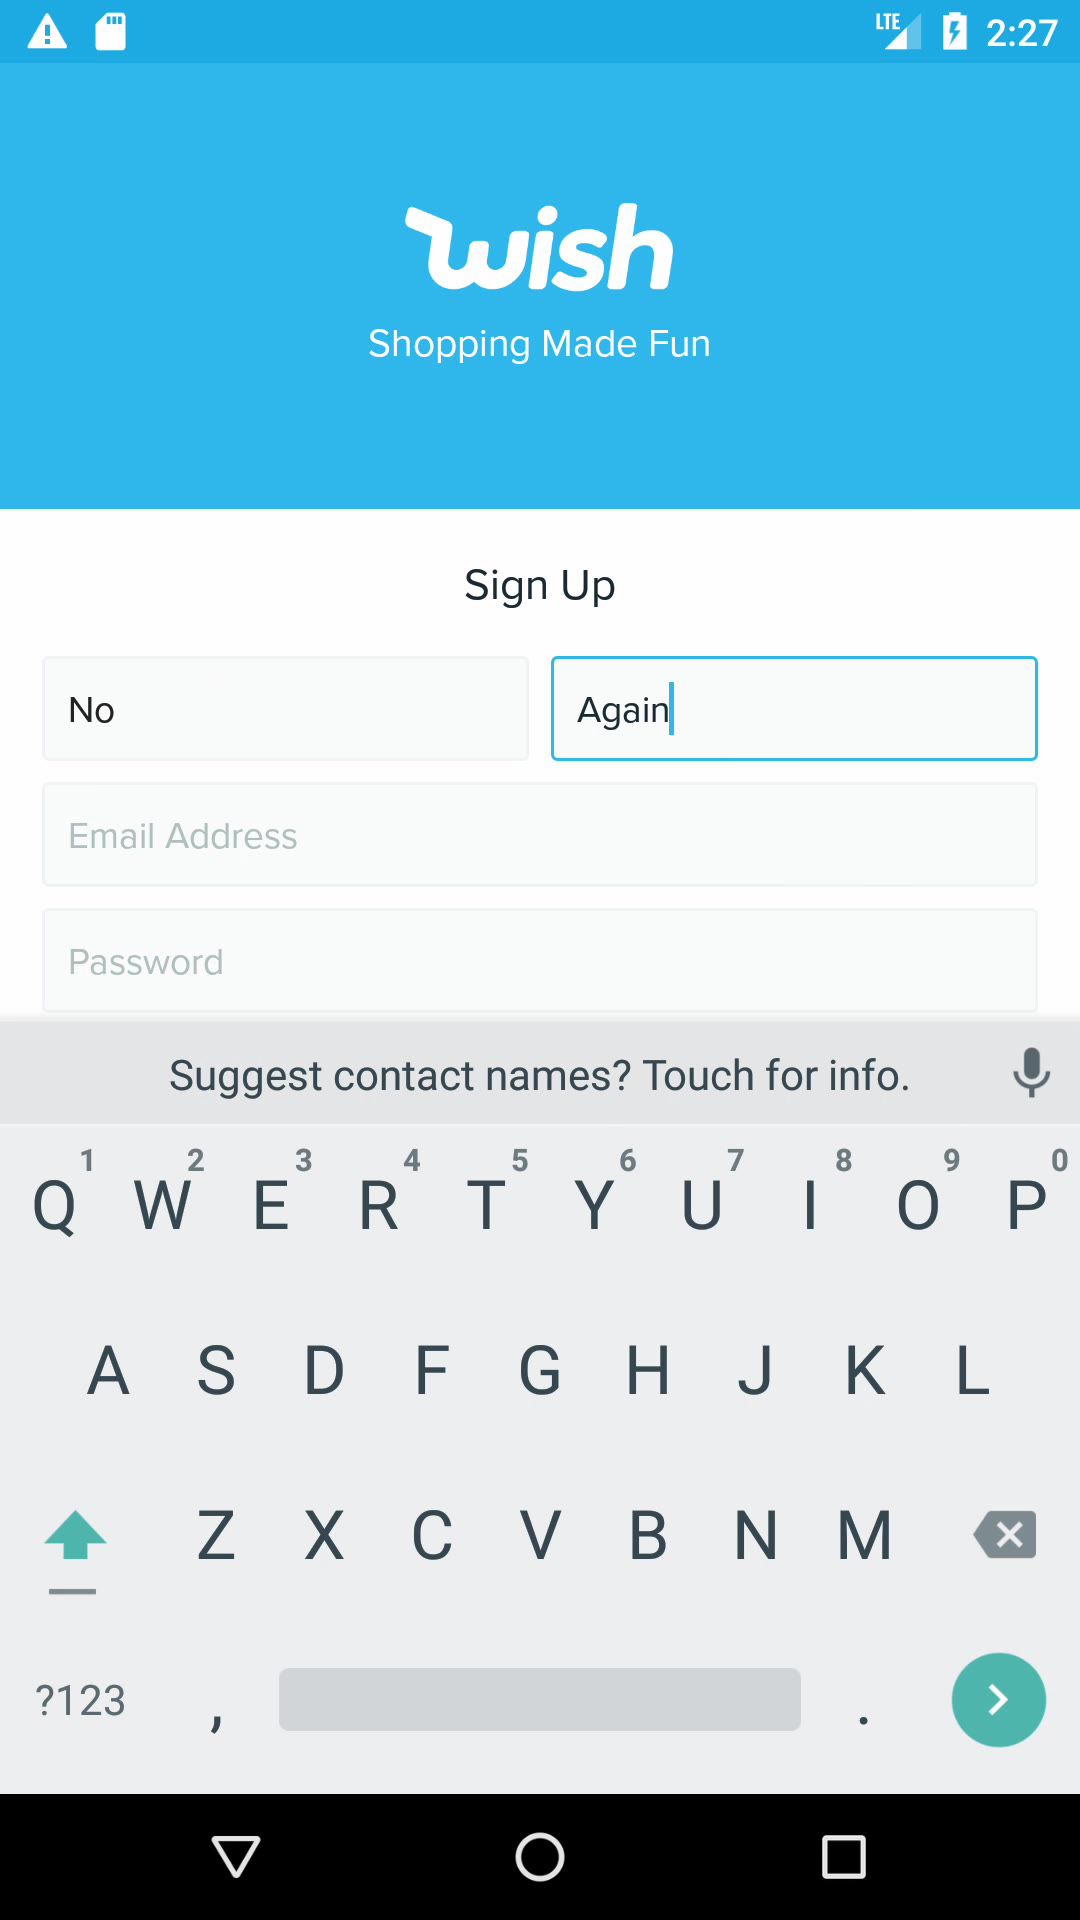 LTE 2:27
wish
Shopping Made Fun
Sign Up
No Again
Email Address
Password
Suggest contact names? Touch for info.
1 2 3 4 5 6 7 8 9 0
Q W E R T Y U I O P
A S D F G H J K L
Z X C V B N M
?123 , .